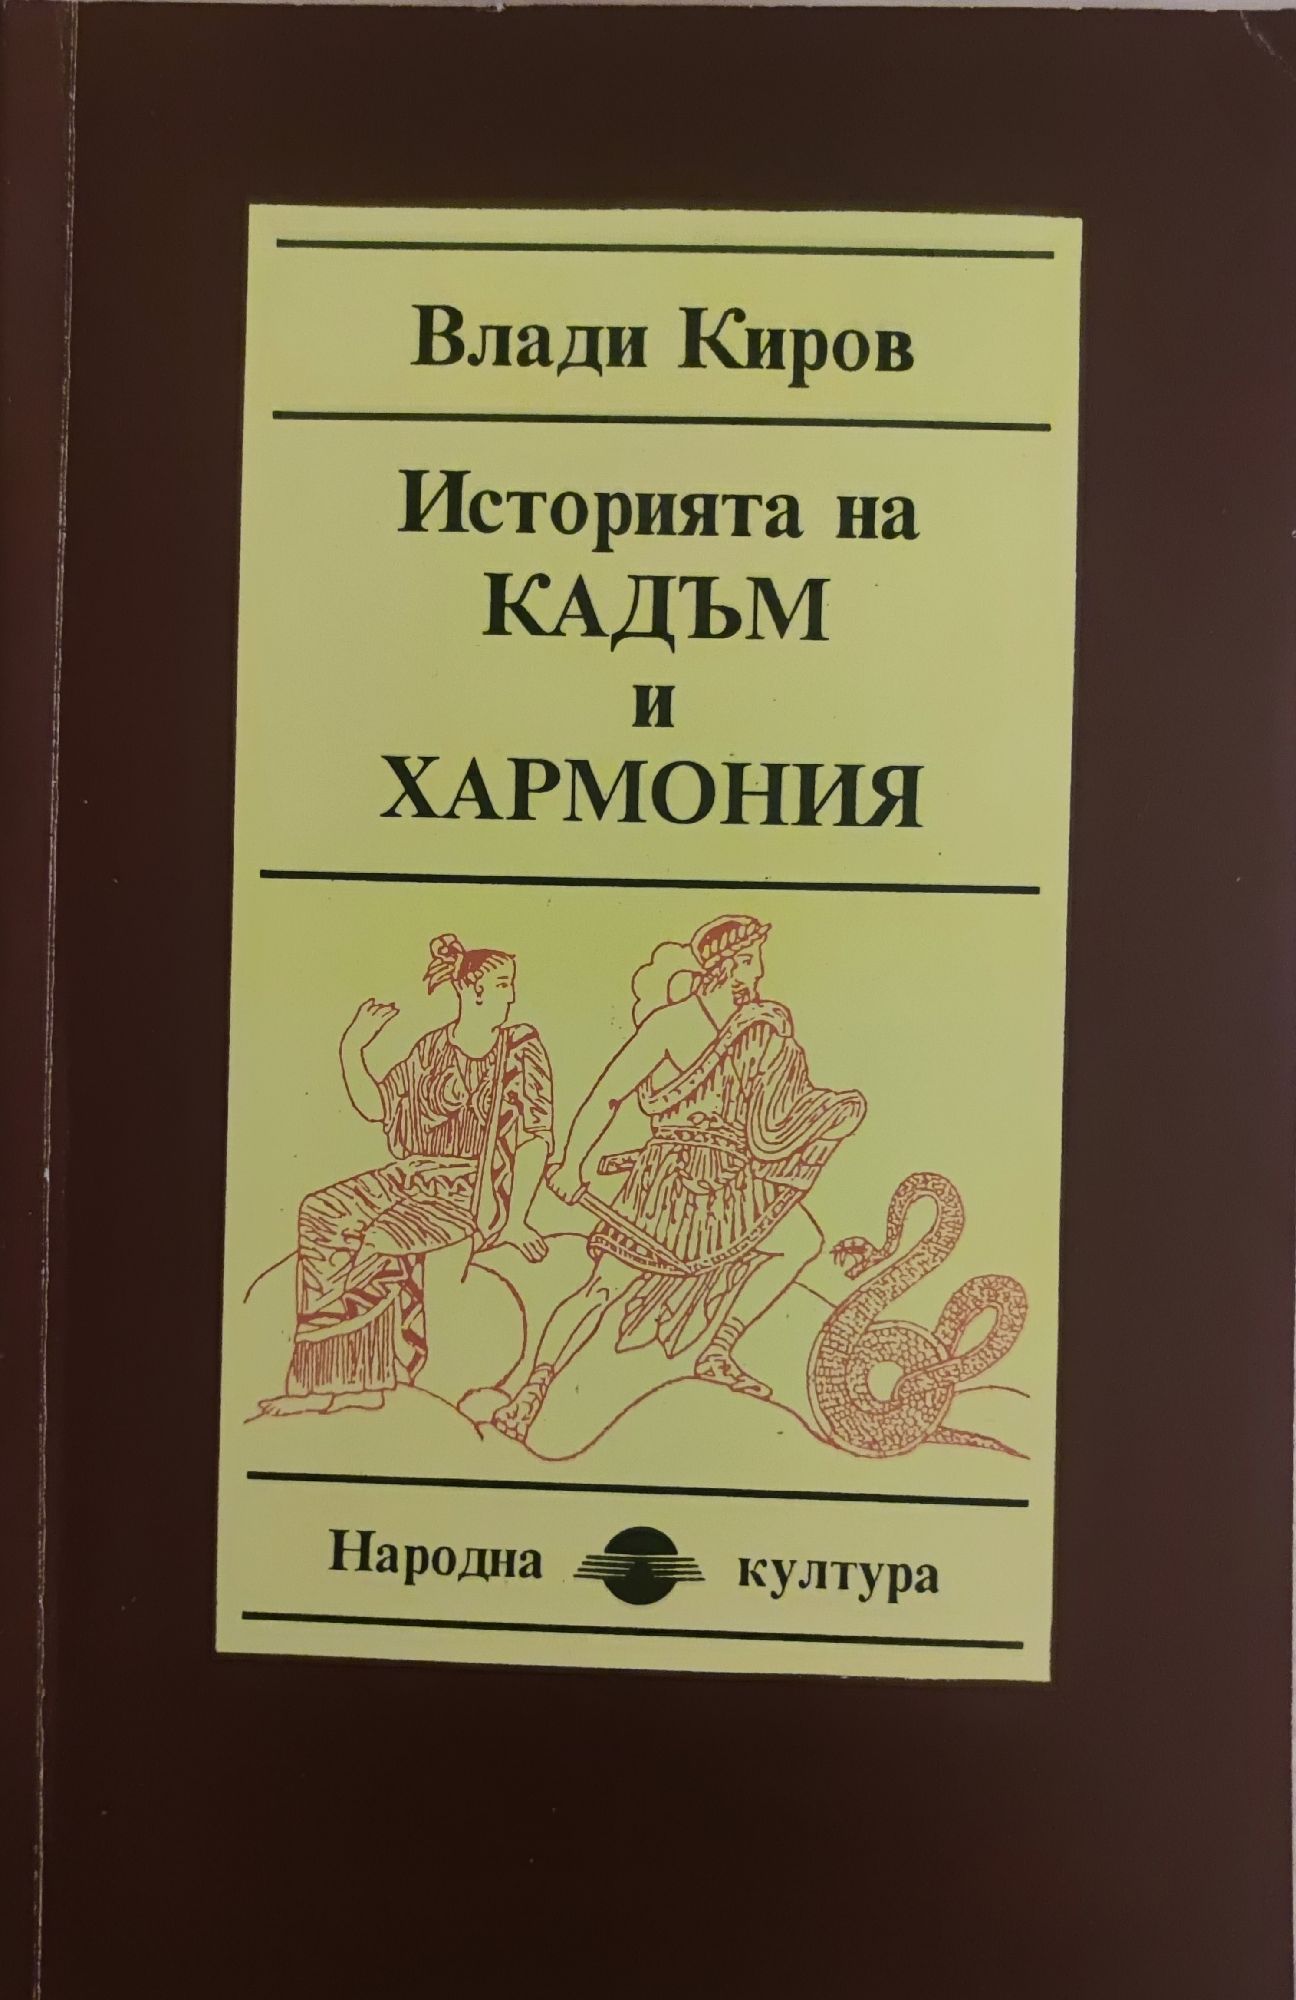 Влади Киров
Историята на
КАДЪМ
и
ХАРМОНИЯ
Народна култура